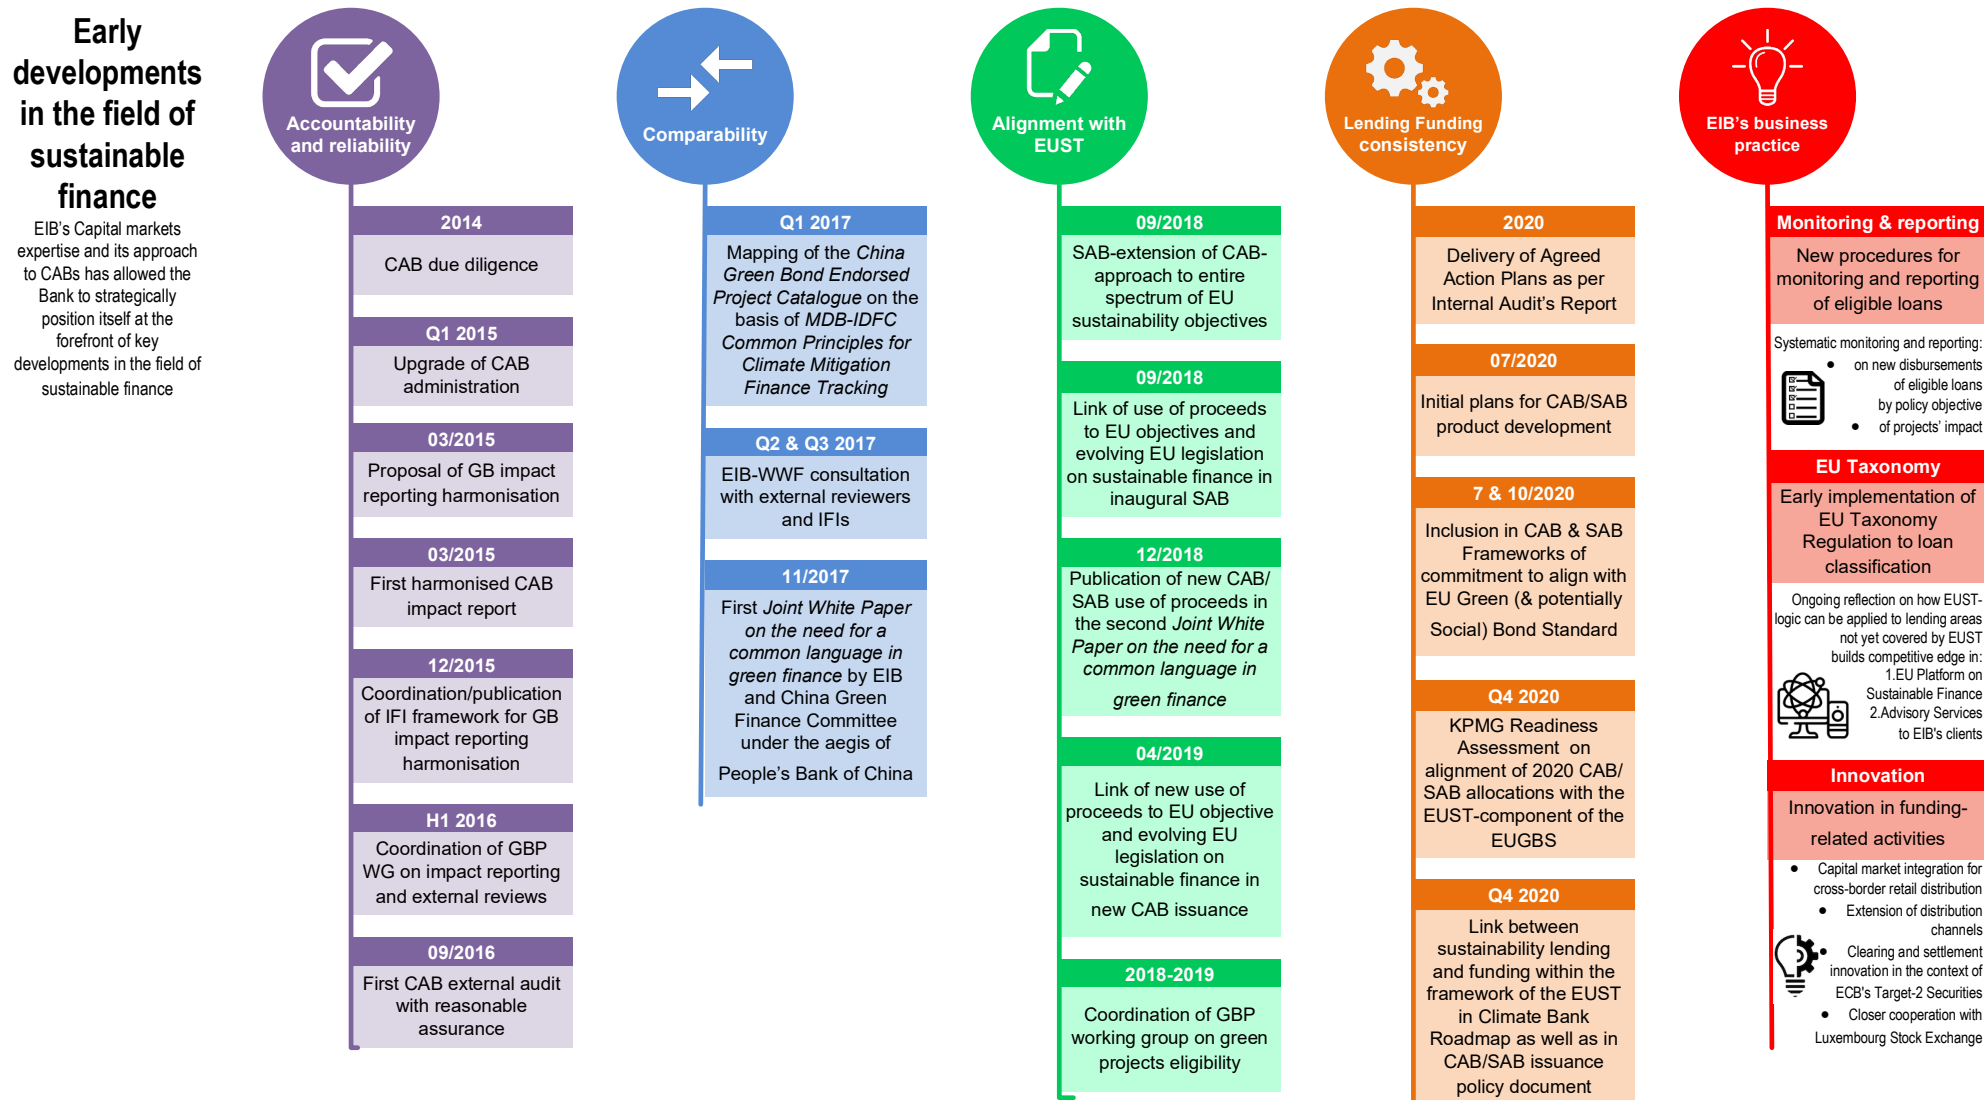 Early
developments
in the field of
sustainable
finance
EIB's Capital markets
expertise and its approach
to CABs has allowed the
Bank to strategically
position itself at the
forefront of key
developments in the field of
sustainable finance
Accountability
and reliability
2014
CAB due diligence
Q1 2015
Upgrade of CAB
administration
03/2015
Proposal of GB impact
reporting harmonisation
03/2015
First harmonised CAB
impact report
12/2015
Coordination/publication
of IFI framework for GB
impact reporting
harmonisation
H1 2016
Coordination of GBP
WG on impact reporting
and external reviews
09/2016
First CAB external audit
with reasonable
assurance
Comparability
Q1 2017
Mapping of the China
Green Bond Endorsed
Project Catalogue on the
basis of MDB-IDFC
Common Principles for
Climate Mitigation
Finance Tracking
Q2 & Q3 2017
EIB-WWF consultation
with external reviewers
and IFIs
11/2017
First Joint White Paper
on the need for a
common language in
green finance by EIB
and China Green
Finance Committee
under the aegis of
People's Bank of China
Alignment with
EUST
09/2018
SAB-extension of CAB-
approach to entire
spectrum of EU
sustainability objectives
09/2018
Link of use of proceeds
to EU objectives and
evolving EU legislation
on sustainable finance in
inaugural SAB
12/2018
Publication of new CAB/
SAB use of proceeds in
the second Joint White
Paper on the need for a
common language in
green finance
04/2019
Link of new use of
proceeds to EU objective
and evolving EU
legislation on
sustainable finance in
new CAB issuance
2018-2019
Coordination of GBP
working group on green
projects eligibility
Lending Funding
consistency
2020
Delivery of Agreed
Action Plans as per
Internal Audit's Report
07/2020
Initial plans for CAB/SAB
product development
7 & 10/2020
Inclusion in CAB & SAB
Frameworks of
commitment to align with
EU Green (& potentially
Social) Bond Standard
Q4 2020
KPMG Readiness
Assessment on
alignment of 2020 CAB/
SAB allocations with the
EUST-component of the
EUGBS
Q4 2020
Link between
sustainability lending
and funding within the
framework of the EUST
in Climate Bank
Roadmap as well as in
CAB/SAB issuance
policy document
EIB's business
practice
Monitoring & reporting
New procedures for
monitoring and reporting
of eligible loans
Systematic monitoring and reporting:
• on new disbursements
of eligible loans
by policy objective
• of projects' impact
EU Taxonomy
Early implementation of
EU Taxonomy
Regulation to loan
classification
Ongoing reflection on how EUST-
logic can be applied to lending areas
not yet covered by EUST
builds competitive edge in:
1.EU Platform on
Sustainable Finance
2.Advisory Services
to EIB's clients
Innovation
Innovation in funding-
related activities
• Capital market integration for
cross-border retail distribution
• Extension of distribution
channels
• Clearing and settlement
innovation in the context of
ECB's Target-2 Securities
• Closer cooperation with
Luxembourg Stock Exchange